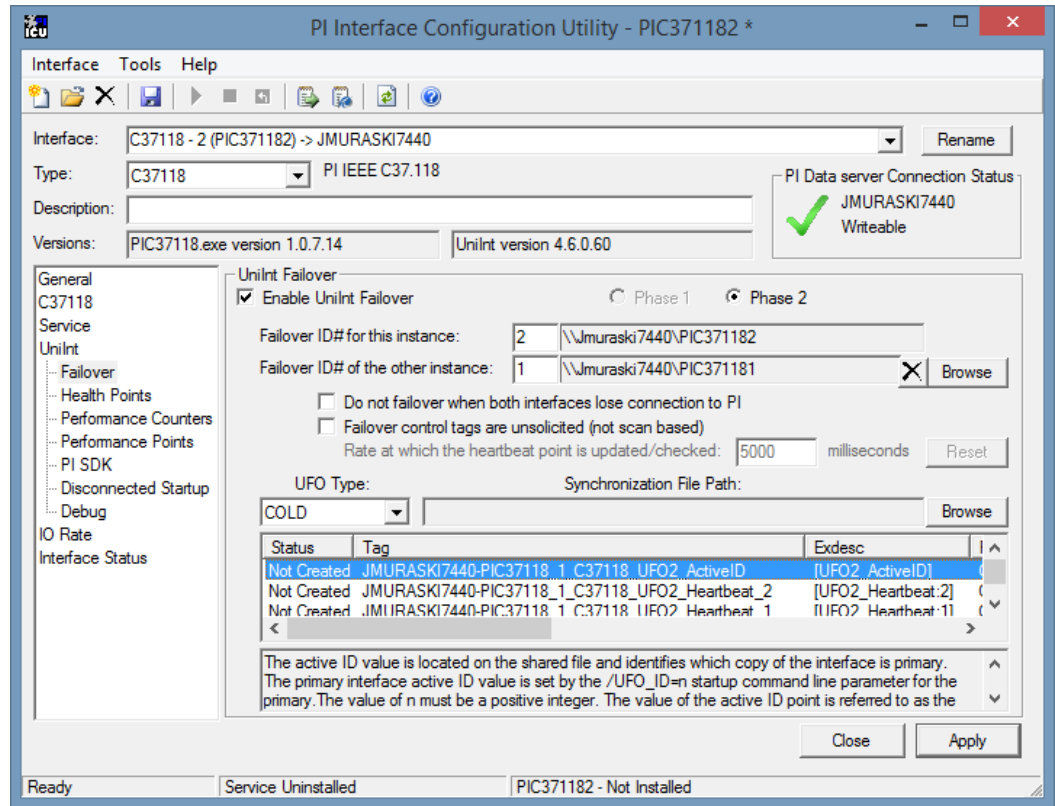 ICU
PI Interface Configuration Utility - PIC371182 *
Interface Tools Help
Interface: C37118 - 2 (PIC371182) -> JMURASKI7440 Rename
Type: C37118 PI IEEE C37.118
PI Data server Connection Status
JMURASKI7440
Writeable
Description:
Versions: PIC37118.exe version 1.0.7.14 UniInt version 4.6.0.60
General
C37118
Service
UniInt
Failover
Health Points
Performance Counters
Performance Points
PI SDK
Disconnected Startup
Debug
IO Rate
Interface Status
UniInt Failover
Enable UniInt Failover Phase 1 Phase 2
Failover ID# for this instance: 2 \\Jmuraski7440\PIC371182
Failover ID# of the other instance: 1 \\Jmuraski7440\PIC371181 Browse
Do not failover when both interfaces lose connection to PI
Failover control tags are unsolicited (not scan based)
Rate at which the heartbeat point is updated/checked: 5000 milliseconds Reset
UFO Type: Synchronization File Path:
COLD Browse
Status Tag Exdesc
Not Created JMURASKI7440-PIC37118_1_C37118_UFO2_ActiveID [UFO2_ActiveID]
Not Created JMURASKI7440-PIC37118_1_C37118_UFO2_Heartbeat_2 [UFO2_Heartbeat:2]
Not Created JMURASKI7440-PIC37118_1_C37118_UFO2_Heartbeat_1 [UFO2_Heartbeat:1]
The active ID value is located on the shared file and identifies which copy of the interface is primary.
The primary interface active ID value is set by the /UFO_ID=n startup command line parameter for the
primary.The value of n must be a positive integer. The value of the active ID point is referred to as the
Close Apply
Ready Service Uninstalled PIC371182 - Not Installed